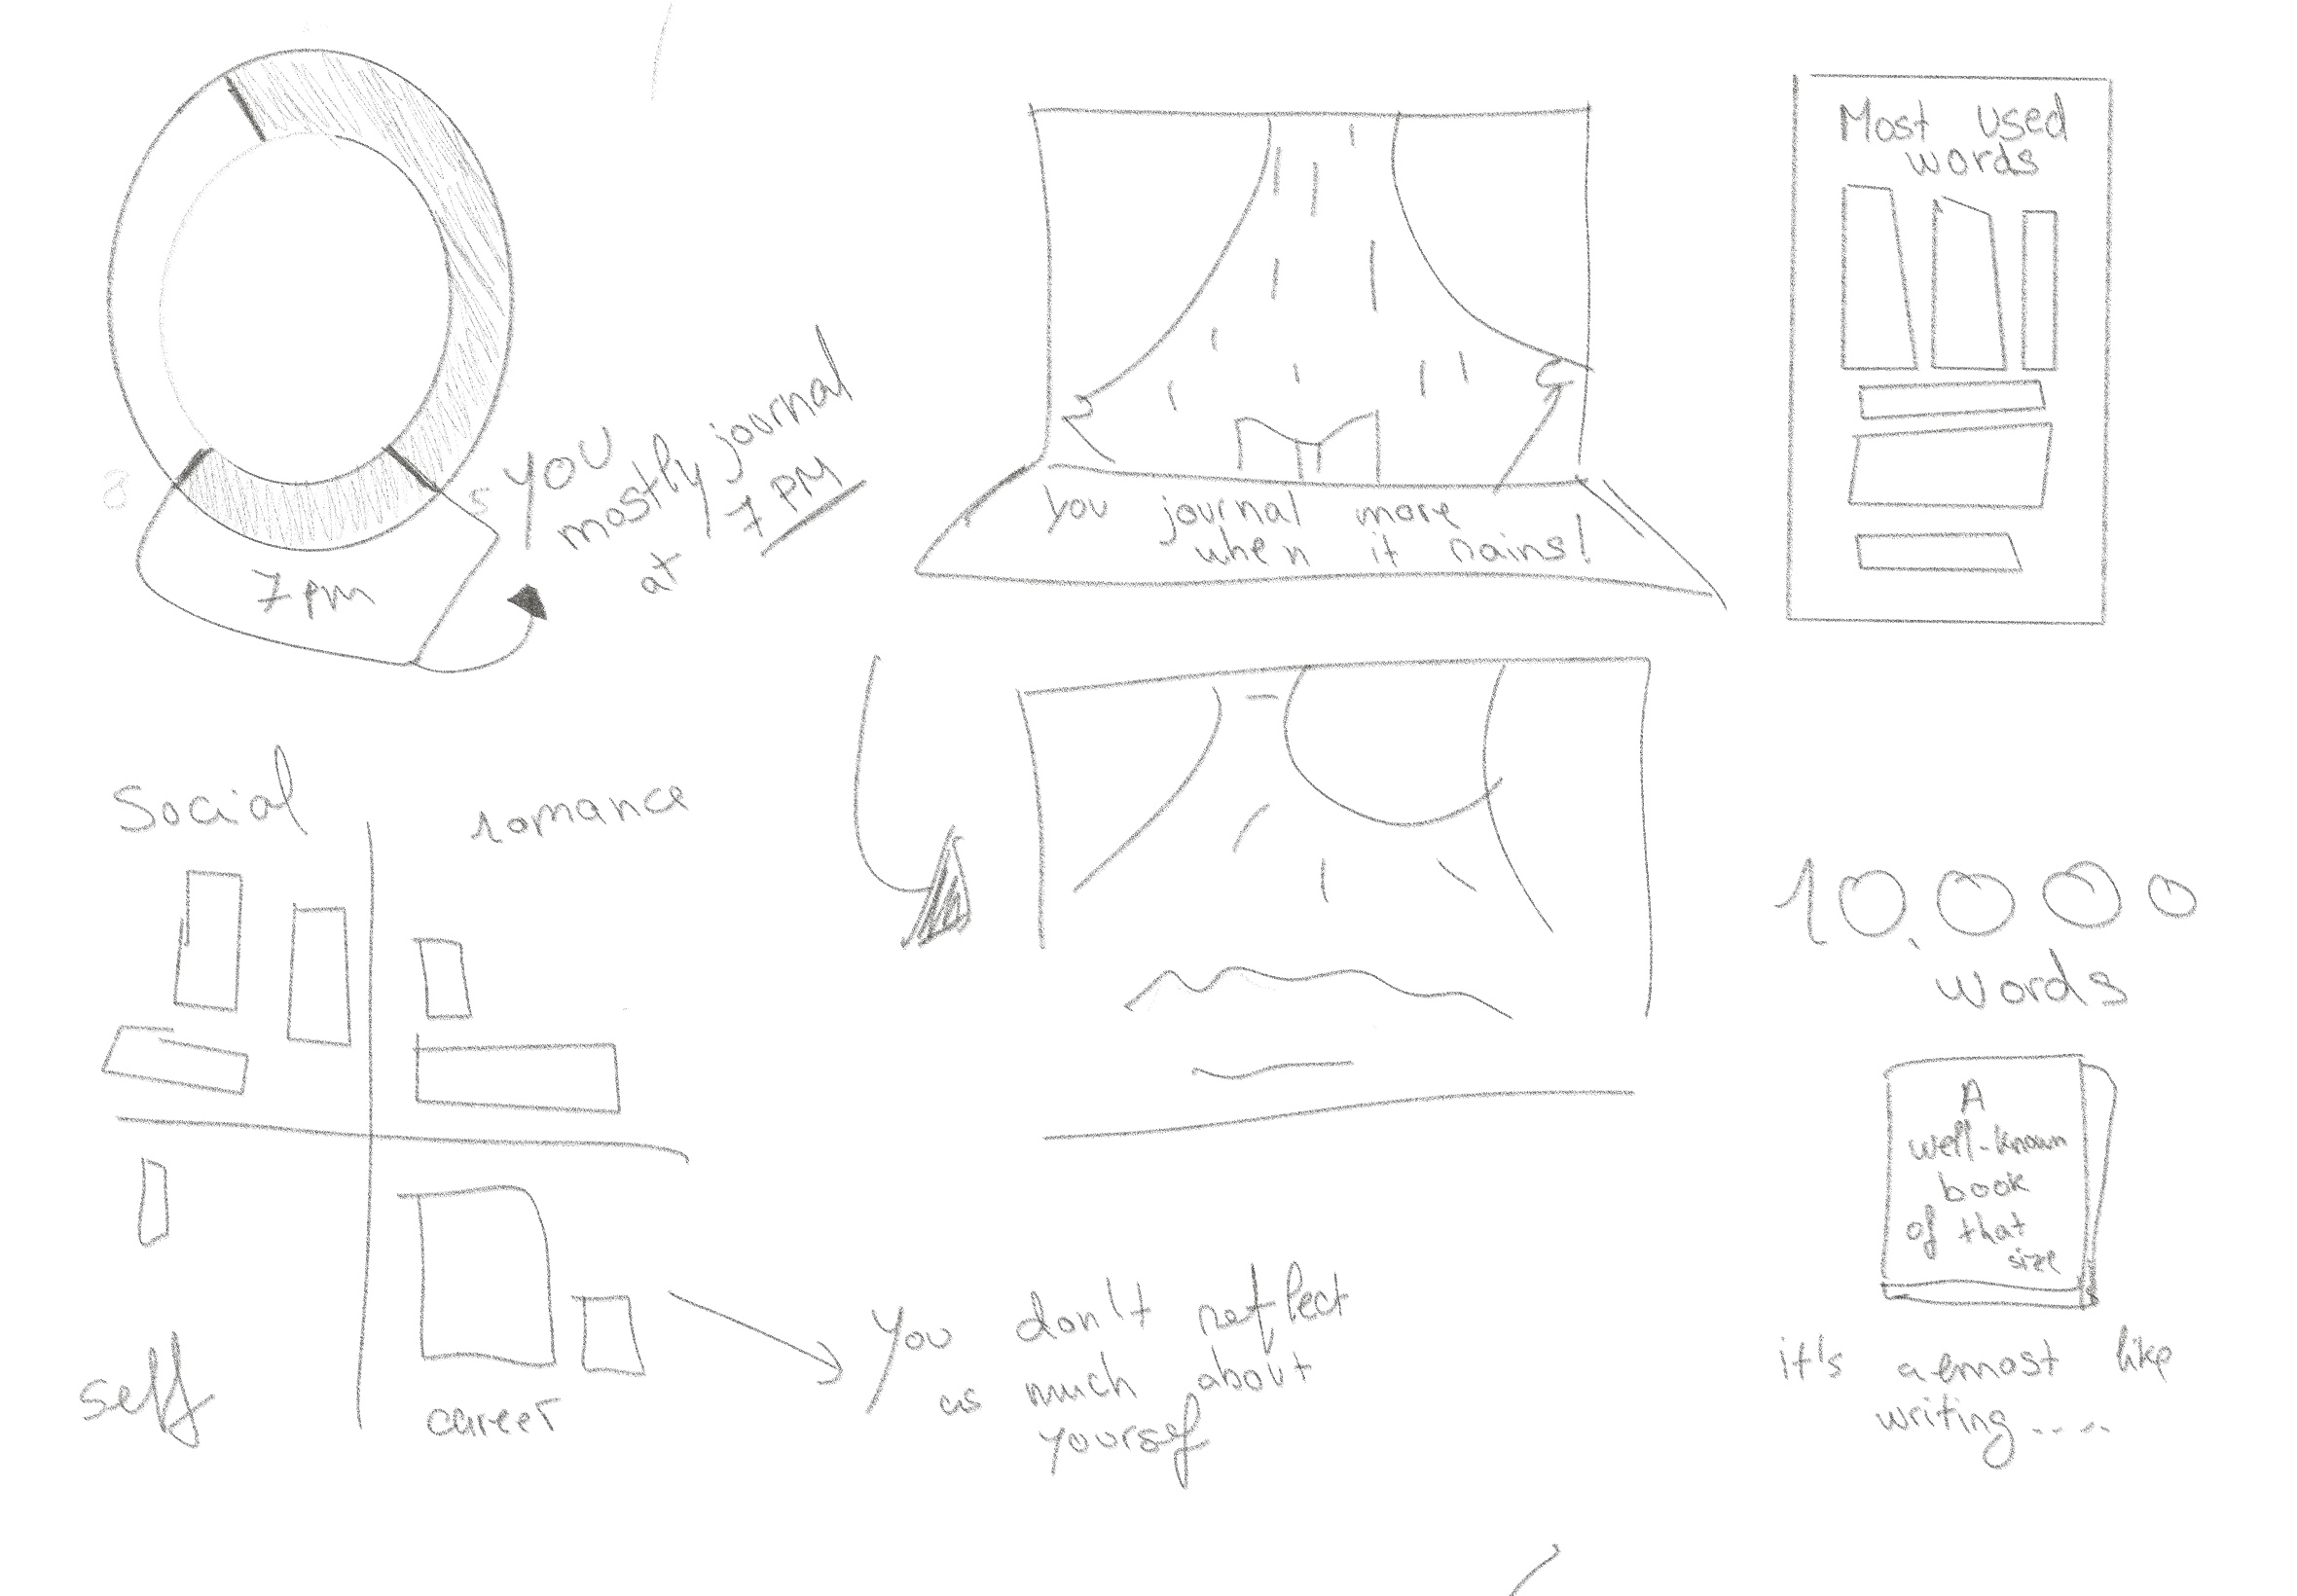 8
5
7 pm
You
mostly journal
at 7 PM
you journal more
when it rains!
Most used
words
Social
romance
self
career
You don't reflect
as much about
yourself
10,000
words
A
well-known
book
of that
size
it's almost like
writing....